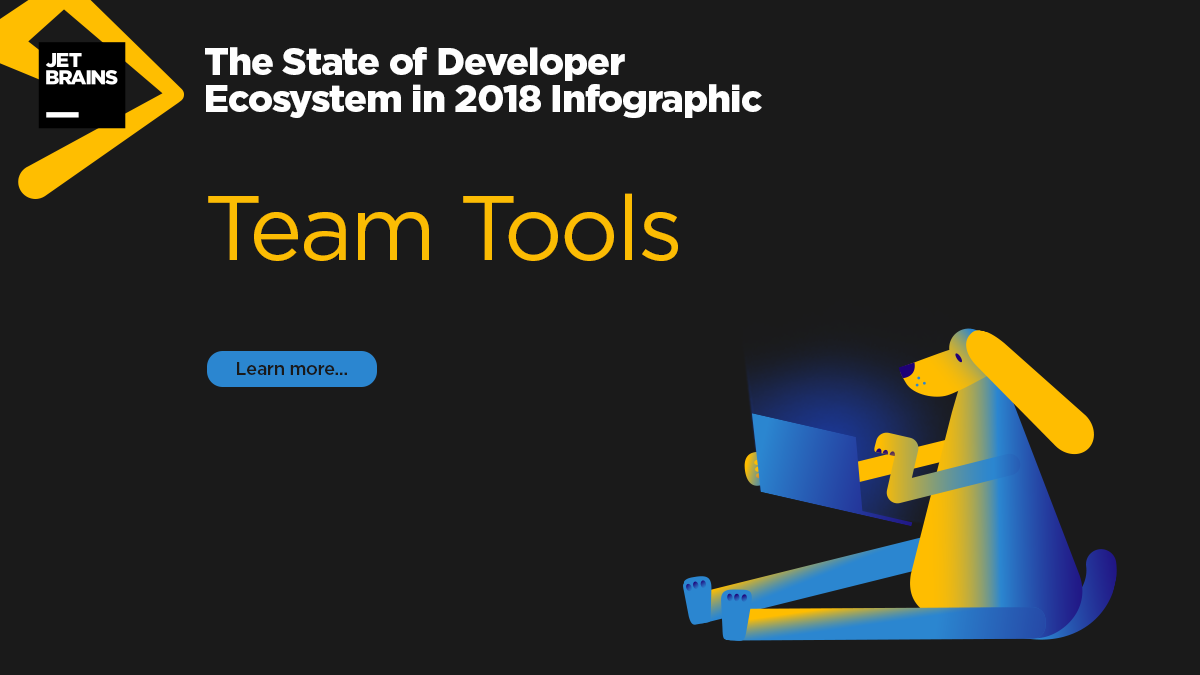 JET
BRAINS
The State of Developer
Ecosystem in 2018 Infographic
Team Tools
Learn more...